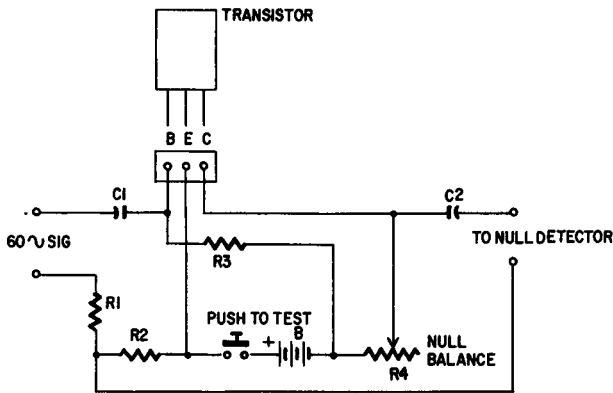 TRANSISTOR
B E C
C1
C2
60∿SIG
TO NULL DETECTOR
R3
R1
PUSH TO TEST
R2
+ B
NULL
BALANCE
R4